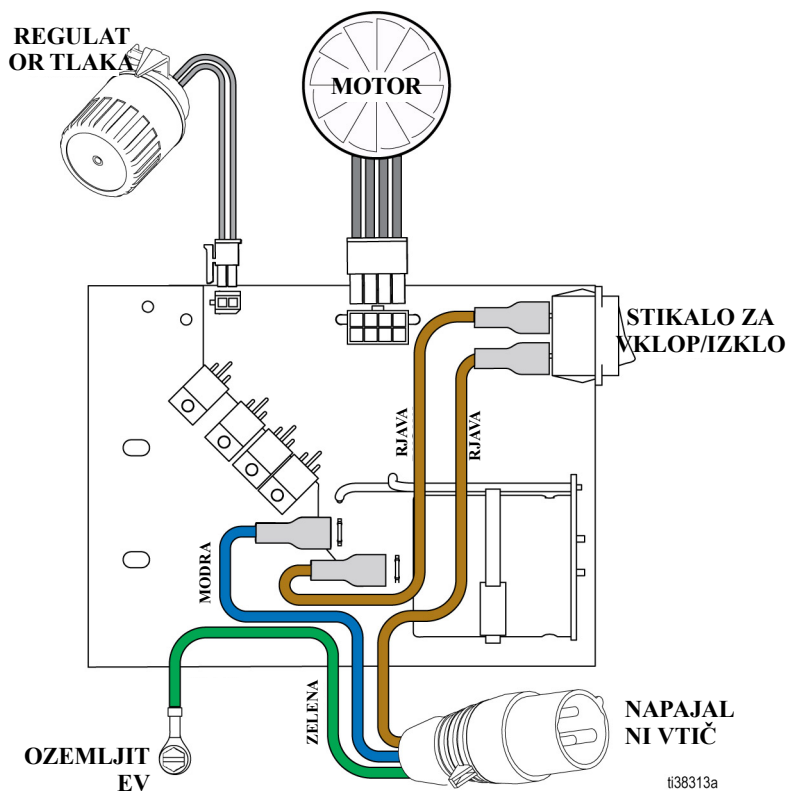 REGULAT
OR TLAKA
MOTOR
STIKALO ZA
VKLOP/IZKLO
RJAVA
RJAVA
MODRA
ZELENA
OZEMLJIT
EV
NAPAJAL
NI VTIČ
ti38313a